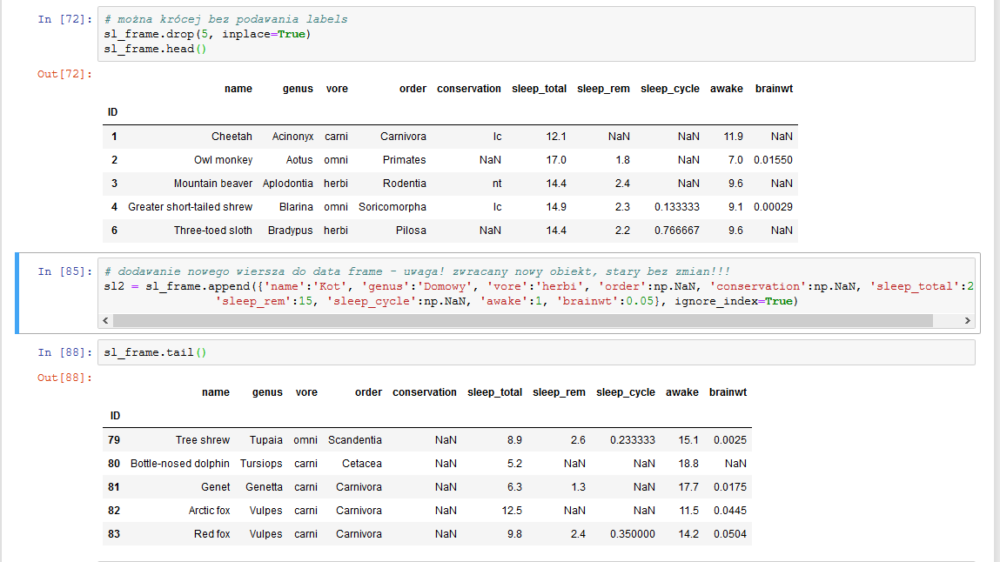 In [72]: # można krócej bez podawania labels
sl_frame.drop(5, inplace=True)
sl_frame.head()
Out[72]:
name genus vore order conservation sleep_total sleep_rem sleep_cycle awake brainwt
ID
1 Cheetah Acinonyx carni Carnivora lc 12.1 NaN NaN 11.9 NaN
2 Owl monkey Aotus omni Primates NaN 17.0 1.8 NaN 7.0 0.01550
3 Mountain beaver Aplodontia herbi Rodentia nt 14.4 2.4 NaN 9.6 NaN
4 Greater short-tailed shrew Blarina omni Soricomorpha lc 14.9 2.3 0.133333 9.1 0.00029
6 Three-toed sloth Bradypus herbi Pilosa NaN 14.4 2.2 0.766667 9.6 NaN
In [85]: # dodawanie nowego wiersza do data frame - uwaga! zwracany nowy obiekt, stary bez zmian!!!
sl2 = sl_frame.append({'name':'Kot', 'genus':'Domowy', 'vore':'herbi', 'order':np.NaN, 'conservation':np.NaN, 'sleep_total':2
'sleep_rem':15, 'sleep_cycle':np.NaN, 'awake':1, 'brainwt':0.05}, ignore_index=True)
In [88]: sl_frame.tail()
Out[88]:
name genus vore order conservation sleep_total sleep_rem sleep_cycle awake brainwt
ID
79 Tree shrew Tupaia omni Scandentia NaN 8.9 2.6 0.233333 15.1 0.0025
80 Bottle-nosed dolphin Tursiops carni Cetacea NaN 5.2 NaN NaN 18.8 NaN
81 Genet Genetta carni Carnivora NaN 6.3 1.3 NaN 17.7 0.0175
82 Arctic fox Vulpes carni Carnivora NaN 12.5 NaN NaN 11.5 0.0445
83 Red fox Vulpes carni Carnivora NaN 9.8 2.4 0.350000 14.2 0.0504